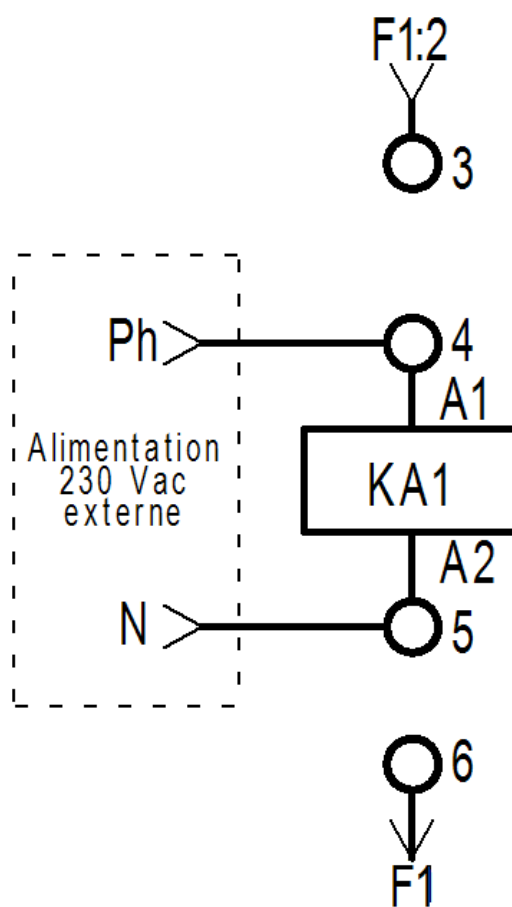 F1:2
3
Ph
4
A1
Alimentation
230 Vac
externe
KA1
A2
N
5
6
F1